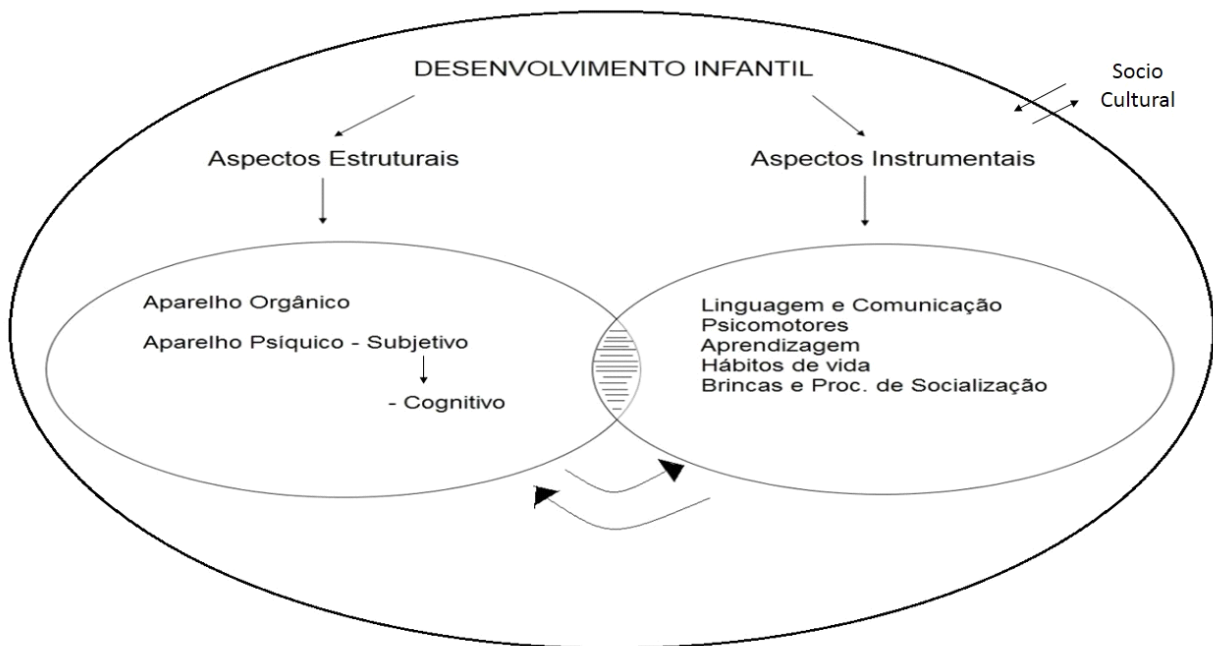 DESENVOLVIMENTO INFANTIL
Socio
Cultural
Aspectos Estruturais
Aspectos Instrumentais
Aparelho Orgânico
Aparelho Psíquico - Subjetivo
- Cognitivo
Linguagem e Comunicação
Psicomotores
Aprendizagem
Hábitos de vida
Brincas e Proc. de Socialização